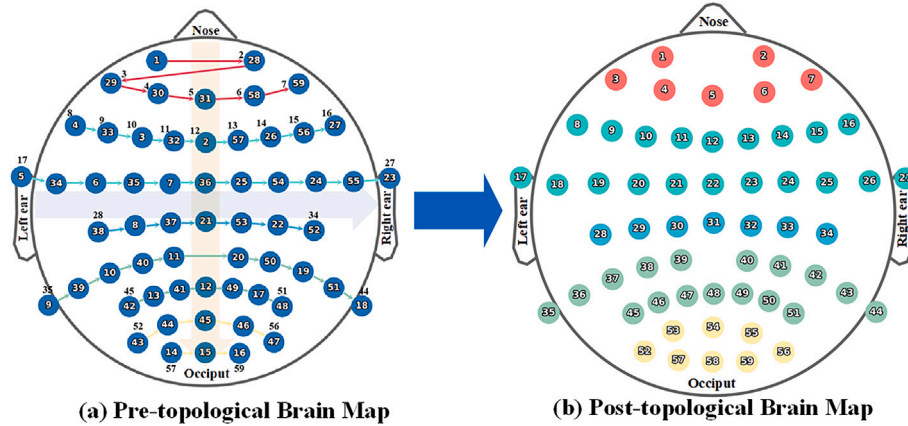 Nose
1 2 28
3 29 4 30 5 31 6 58 7 59
8 4 9 33 10 3 11 32 12 2 13 57 14 26 15 56 16 27
17 5 34 6 35 7 36 25 54 24 55 27 23
Left ear
Right ear
28 38 8 37 21 53 22 34 52
35 9 39 10 40 11 20 50 19 51 44 18
45 42 13 41 12 49 17 51 48
52 43 44 45 46 56 47
57 14 15 16 59
Occiput
(a) Pre-topological Brain Map
Nose
1 2
3 4 5 6 7
8 9 10 11 12 13 14 15 16
17 18 19 20 21 22 23 24 25 26 27
Left ear
Right ear
28 29 30 31 32 33 34
35 36 37 38 39 40 41 42 43 44
45 46 47 48 49 50 51
52 53 54 55 56
57 58 59
Occiput
(b) Post-topological Brain Map